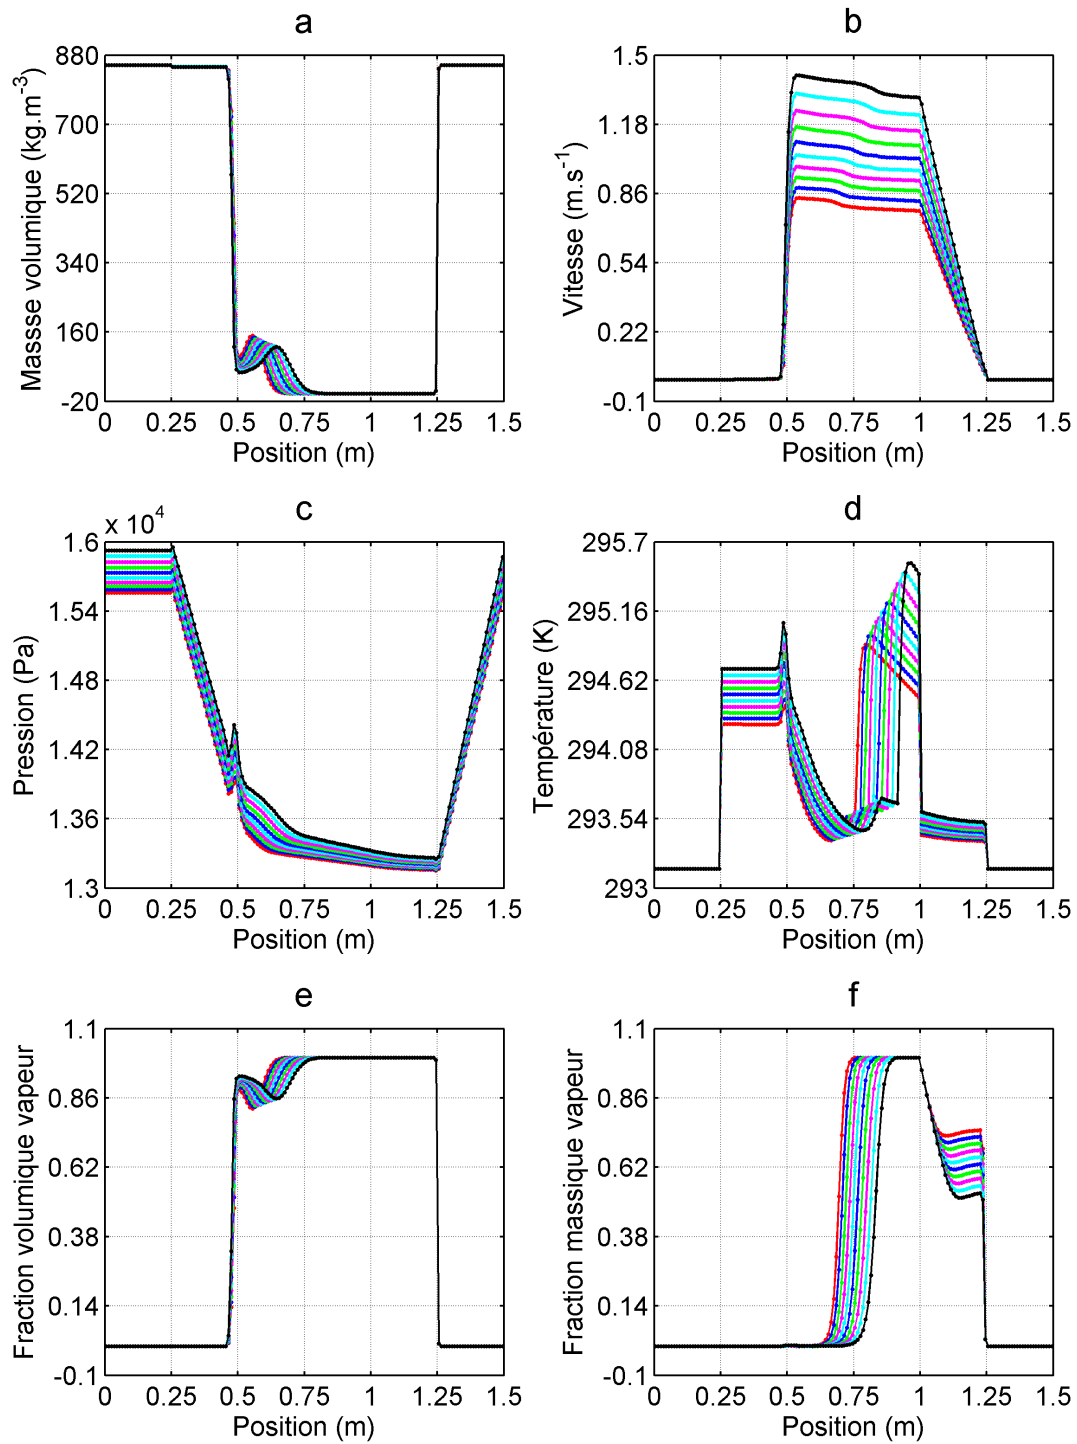 a
b
880
700
520
340
160
-20
Massse volumique (kg.m-3)
0 0.25 0.5 0.75 1 1.25 1.5
Position (m)
1.5
1.18
0.86
0.54
0.22
-0.1
Vitesse (m.s-1)
0 0.25 0.5 0.75 1 1.25 1.5
Position (m)
c
d
x 10^4
1.6
1.54
1.48
1.42
1.36
1.3
Pression (Pa)
0 0.25 0.5 0.75 1 1.25 1.5
Position (m)
295.7
295.16
294.62
294.08
293.54
293
Température (K)
0 0.25 0.5 0.75 1 1.25 1.5
Position (m)
e
f
1.1
0.86
0.62
0.38
0.14
-0.1
Fraction volumique vapeur
0 0.25 0.5 0.75 1 1.25 1.5
Position (m)
1.1
0.86
0.62
0.38
0.14
-0.1
Fraction massique vapeur
0 0.25 0.5 0.75 1 1.25 1.5
Position (m)